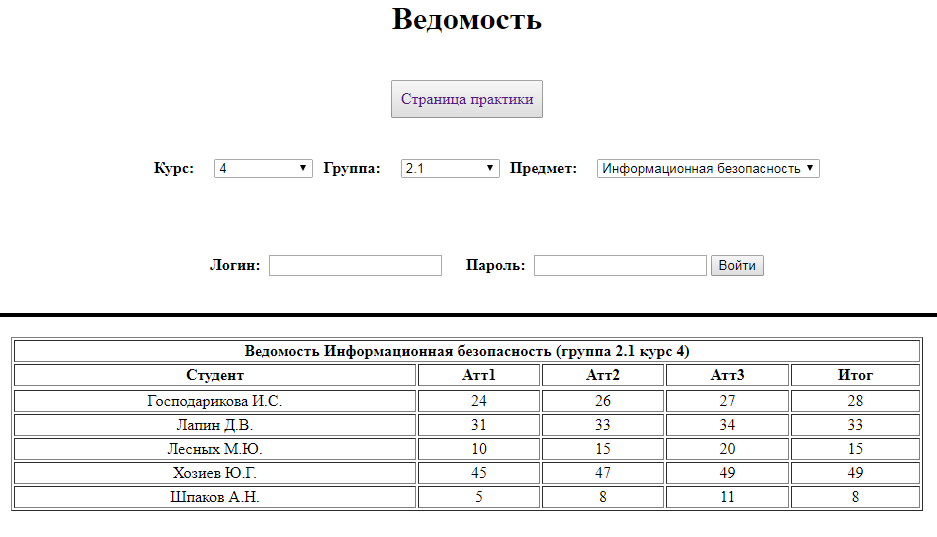 Ведомость
Страница практики
Курс: 4 Группа: 2.1 Предмет: Информационная безопасность
Логин: Пароль: Войти
Ведомость Информационная безопасность (группа 2.1 курс 4)
Студент Атт1 Атт2 Атт3 Итог
Господарикова И.С. 24 26 27 28
Лапин Д.В. 31 33 34 33
Лесных М.Ю. 10 15 20 15
Хозиев Ю.Г. 45 47 49 49
Шпаков А.Н. 5 8 11 8